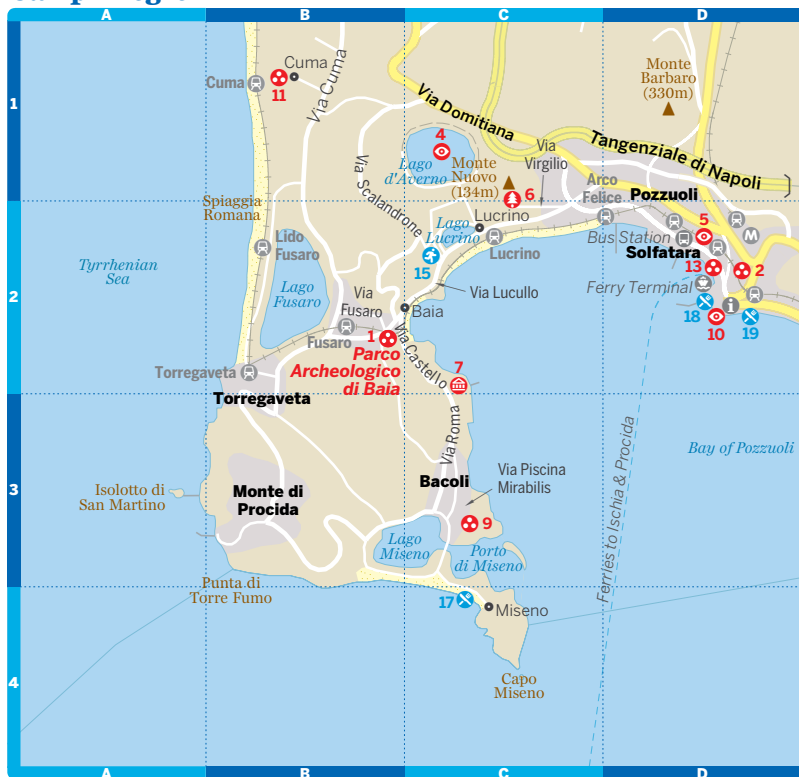 A
B
C
D
1
2
3
4
Cuma
11
Cuma
Via Cuma
Via Domitiana
Monte
Barbaro
(330m)
4
Lago
d'Averno
Monte
Nuovo
(134m)
6
Via
Virgilio
Tangenziale di Napoli
Arco
Felice
Pozzuoli
Via Scalandrone
Spiaggia
Romana
Lucrino
Lago
Lucrino
Lucrino
15
Via Lucullo
Bus Station
5
M
Solfatara
13
2
Ferry Terminal
18
i
10
19
Tyrrhenian
Sea
Lido
Fusaro
Lago
Fusaro
Via
Fusaro
Fusaro
Baia
1
Parco
Archeologico
di Baia
Via Castello
7
Torregaveta
Torregaveta
Via Roma
Bacoli
Via Piscina
Mirabilis
9
Bay of Pozzuoli
Ferries to Ischia & Procida
Isolotto di
San Martino
Monte di
Procida
Lago
Miseno
Porto
di Miseno
Punta di
Torre Fumo
17
Miseno
Capo
Miseno
A
B
C
D